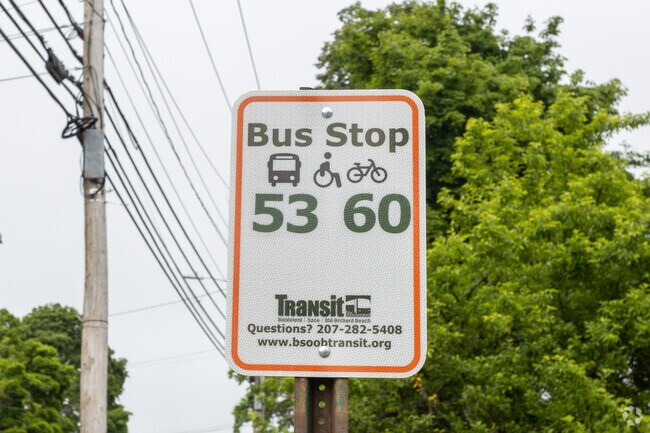 Bus Stop
53 60
Transit
Biddeford | Saco | Old Orchard Beach
Questions? 207-282-5408
www.bsoobtransit.org